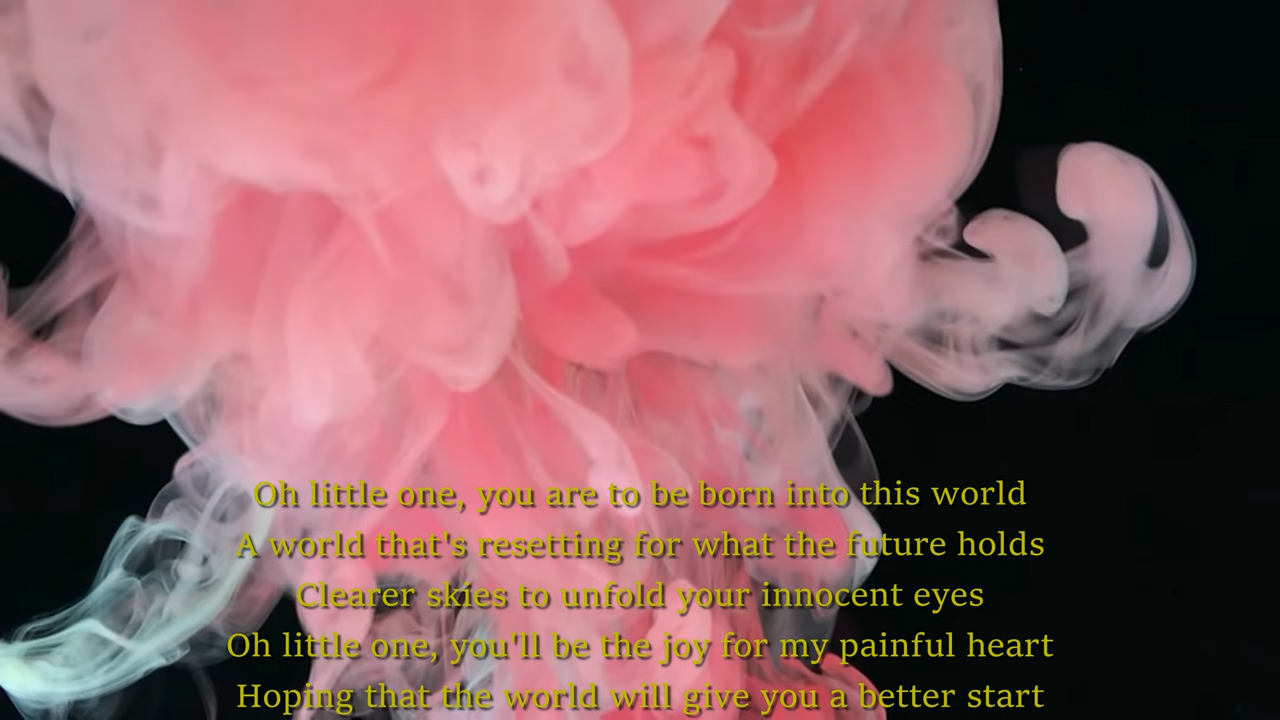 Oh little one, you are to be born into this world
A world that's resetting for what the future holds
Clearer skies to unfold your innocent eyes
Oh little one, you'll be the joy for my painful heart
Hoping that the world will give you a better start